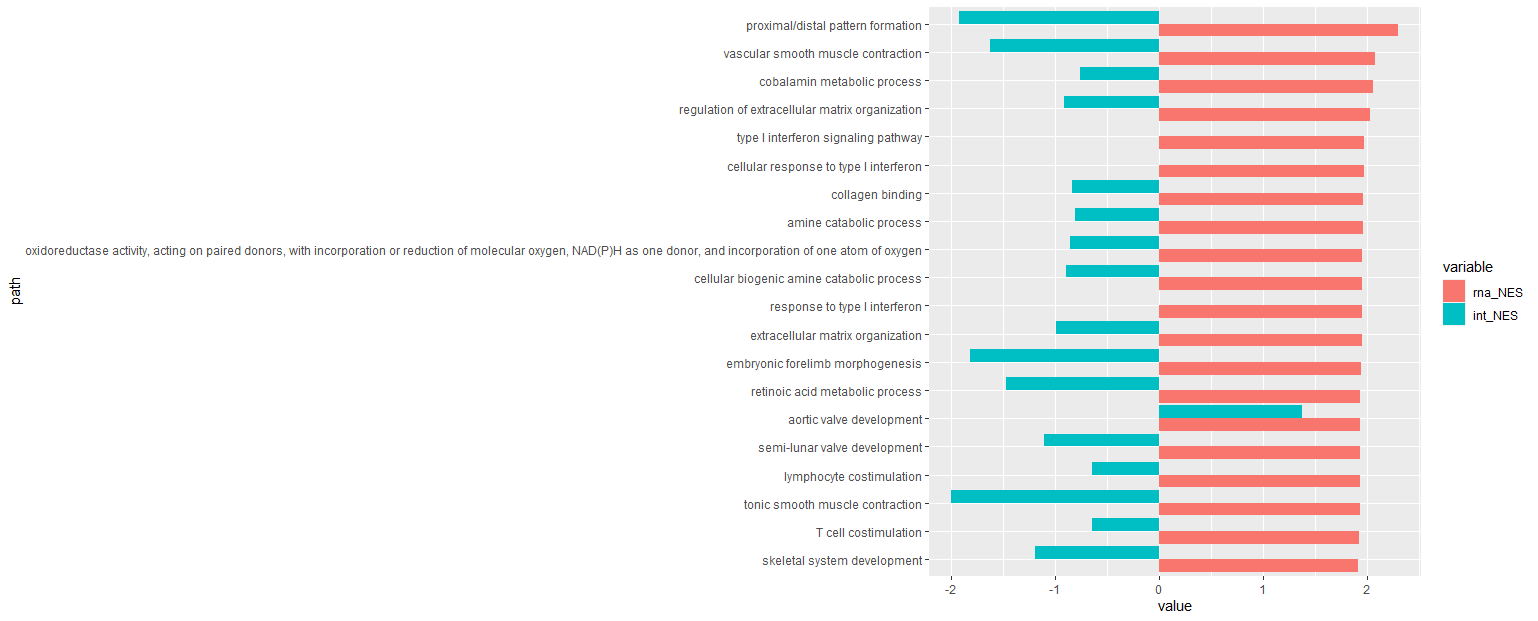 proximal/distal pattern formation
vascular smooth muscle contraction
cobalamin metabolic process
regulation of extracellular matrix organization
type I interferon signaling pathway
cellular response to type I interferon
collagen binding
amine catabolic process
oxidoreductase activity, acting on paired donors, with incorporation or reduction of molecular oxygen, NAD(P)H as one donor, and incorporation of one atom of oxygen
cellular biogenic amine catabolic process
response to type I interferon
extracellular matrix organization
embryonic forelimb morphogenesis
retinoic acid metabolic process
aortic valve development
semi-lunar valve development
lymphocyte costimulation
tonic smooth muscle contraction
T cell costimulation
skeletal system development
path
-2 -1 0 1 2
value
variable
rna_NES
int_NES